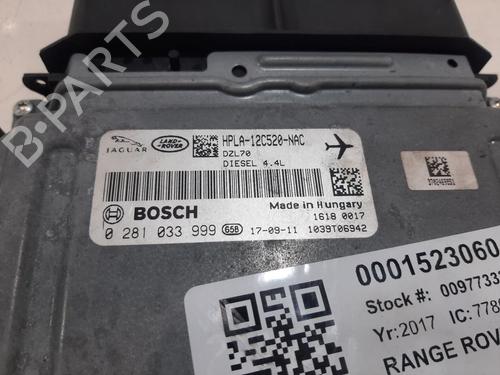 JAGUAR
LAND-ROVER
HPLA-12C520-NAC
DZL70
DIESEL 4.4L
BOSCH
Made in Hungary
1618 0017
0 281 033 999 658 17-09-11 1039T06942
0001523060
Stock #: 0097733
Yr:2017 IC:778
RANGE ROV